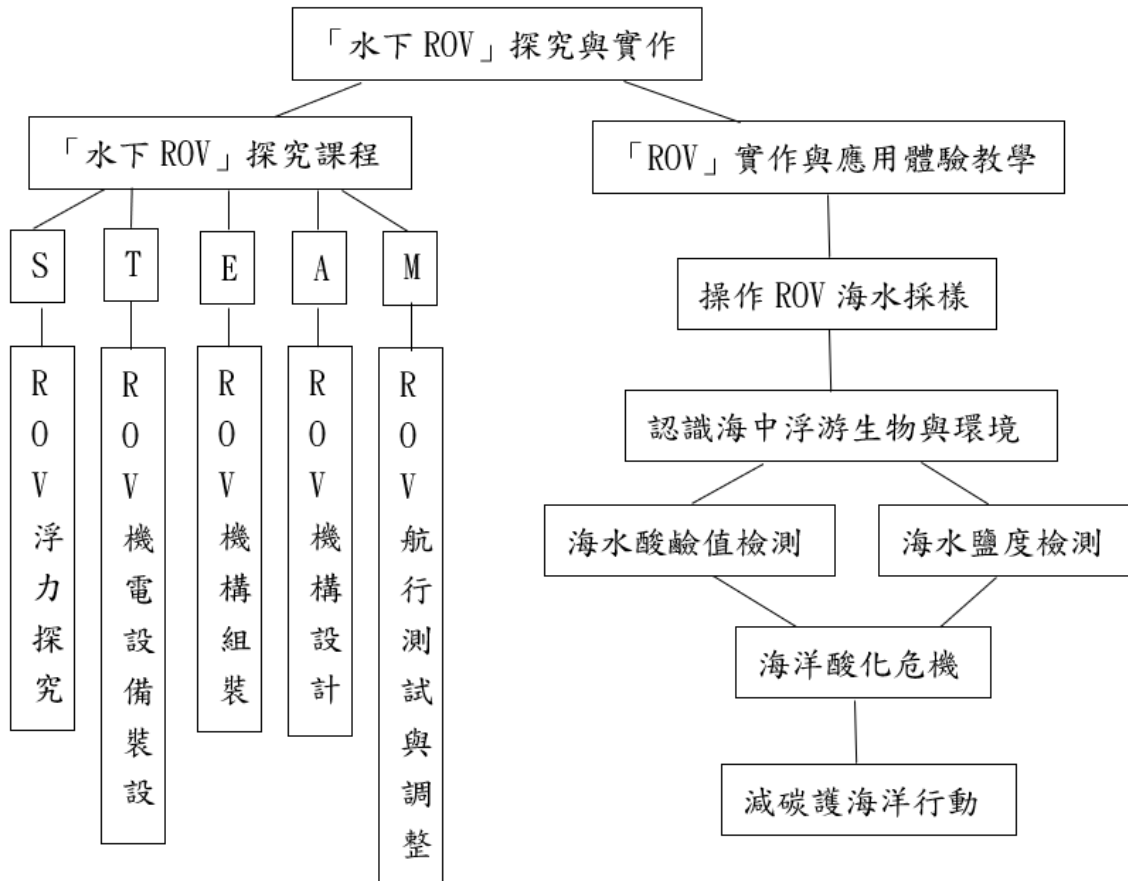 「水下 ROV」探究與實作
「水下 ROV」探究課程
S
T
E
A
M
ROV浮力探究
ROV機電設備裝設
ROV機構組裝
ROV機構設計
ROV航行測試與調整
「ROV」實作與應用體驗教學
操作 ROV 海水採樣
認識海中浮游生物與環境
海水酸鹼值檢測
海水鹽度檢測
海洋酸化危機
減碳護海洋行動